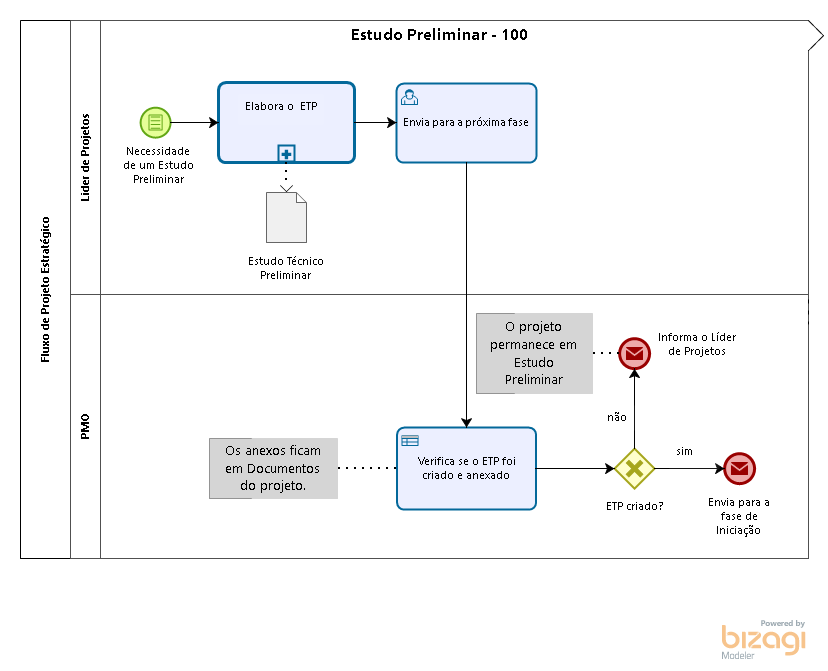 Estudo Preliminar - 100
Fluxo de Projeto Estratégico
Líder de Projetos
Elabora o ETP
Envia para a próxima fase
Necessidade
de um Estudo
Preliminar
Estudo Técnico
Preliminar
PMO
O projeto
permanece em
Estudo
Preliminar
Informa o Líder
de Projetos
não
Os anexos ficam
em Documentos
do projeto.
Verifica se o ETP foi
criado e anexado
sim
ETP criado?
Envia para a
fase de
Iniciação
Powered by
bizagi
Modeler